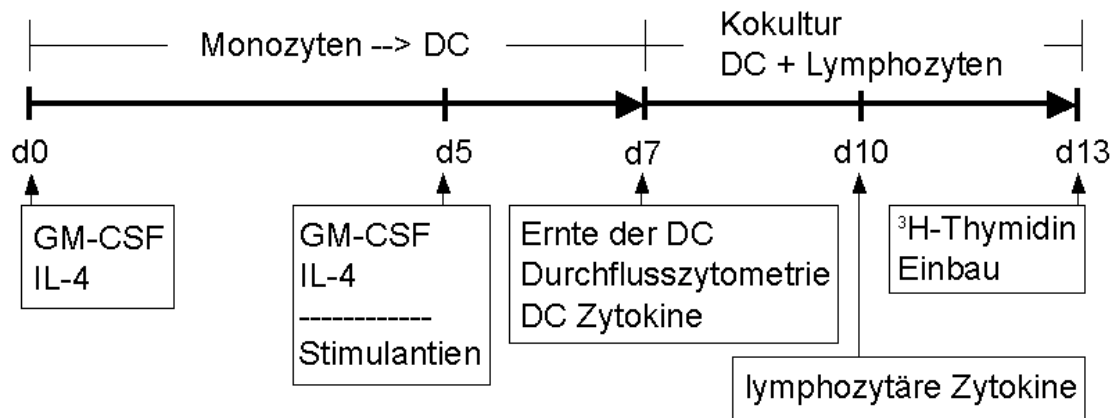 Monozyten --> DC
Kokultur
DC + Lymphozyten
d0
d5
d7
d10
d13
GM-CSF
IL-4
GM-CSF
IL-4
-------------
Stimulantien
Ernte der DC
Durchflusszytometrie
DC Zytokine
³H-Thymidin
Einbau
lymphozytäre Zytokine